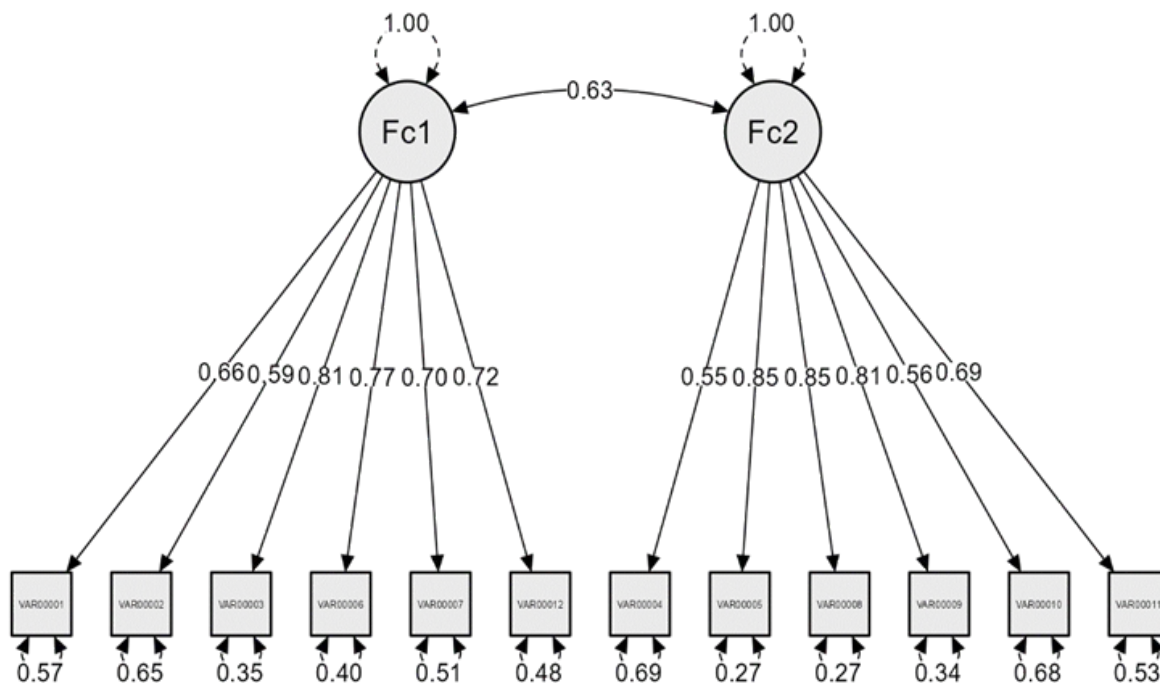 1.00 1.00
0.63
Fc1 Fc2
0.66 0.59 0.81 0.77 0.70 0.72 0.55 0.85 0.85 0.81 0.56 0.69
VAR00001 VAR00002 VAR00003 VAR00006 VAR00007 VAR00012 VAR00004 VAR00005 VAR00008 VAR00009 VAR00010 VAR00011
0.57 0.65 0.35 0.40 0.51 0.48 0.69 0.27 0.27 0.34 0.68 0.53